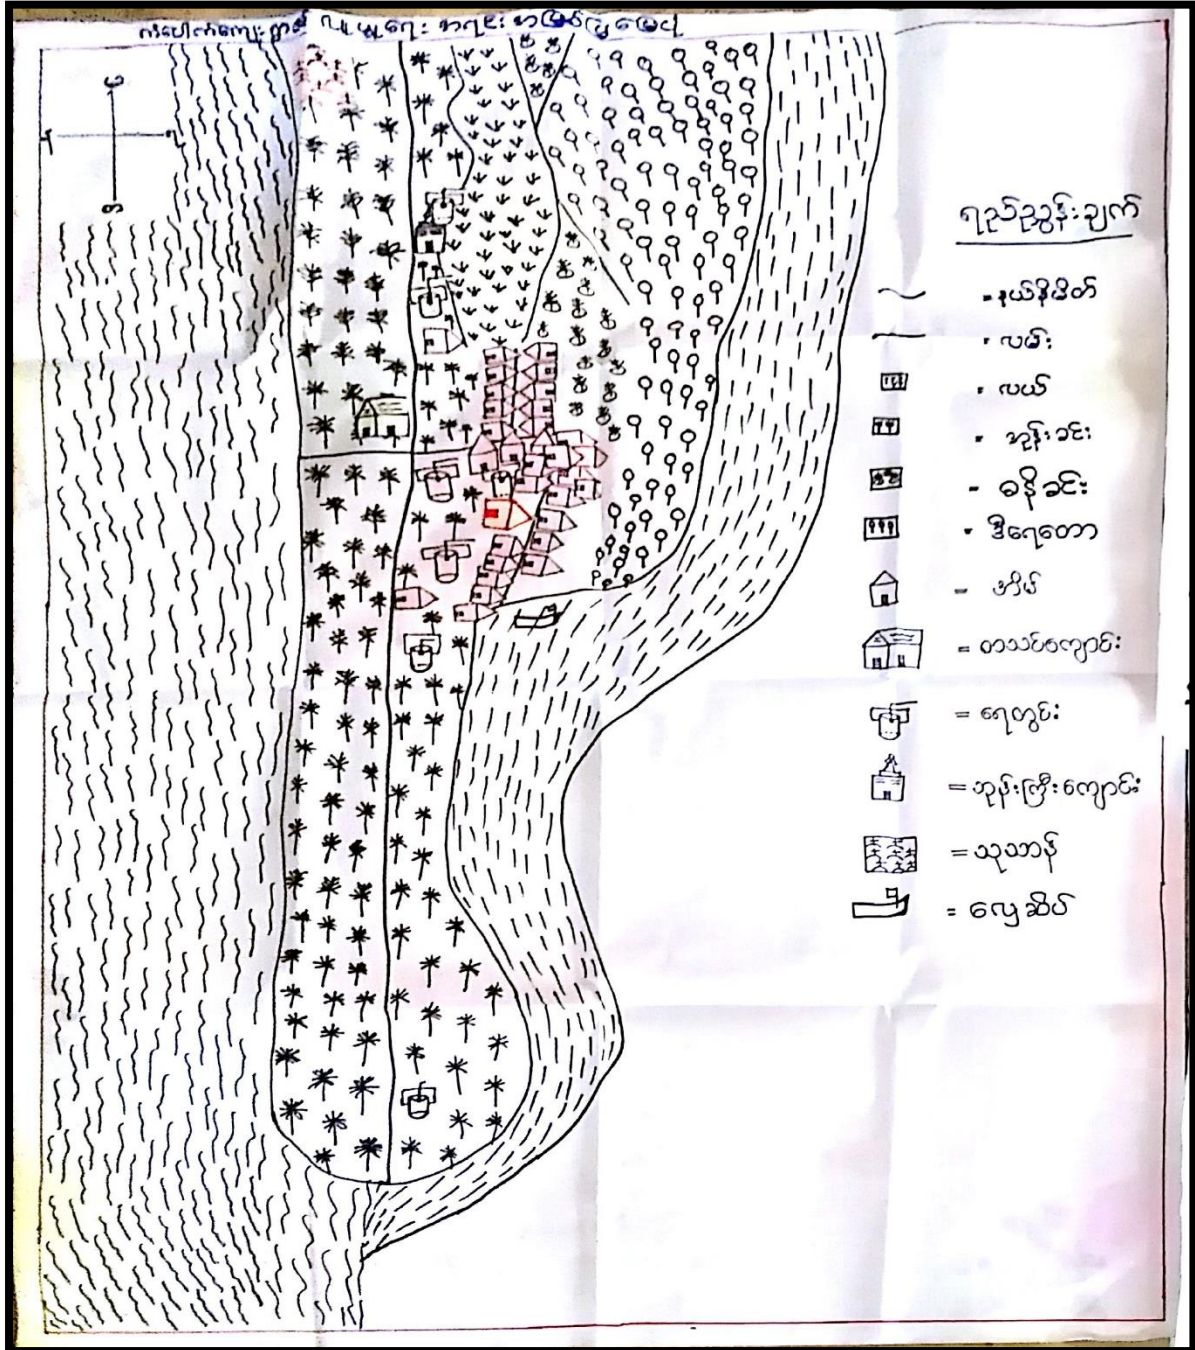 ရည်ညွှန်းချက်
= နယ်နိမိတ်
= လမ်း
= လယ်
= အုန်းခင်း
= ဓနိခင်း
= ဒီရေတော
= အိမ်
= စာသင်ကျောင်း
= ရေတွင်း
= ဘုန်းကြီးကျောင်း
= သုသာန်
= လှေဆိပ်